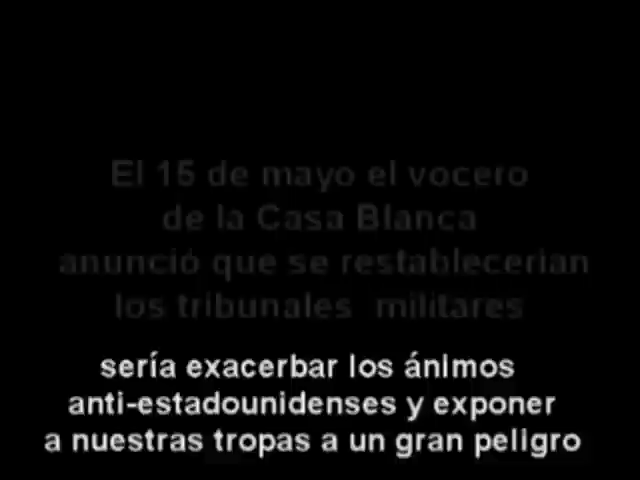 El 15 de mayo el vocero
de la Casa Blanca
anunció que se restablecerian
los tribunales militares
sería exacerbar los ánimos
anti-estadounidenses y exponer
a nuestras tropas a un gran peligro